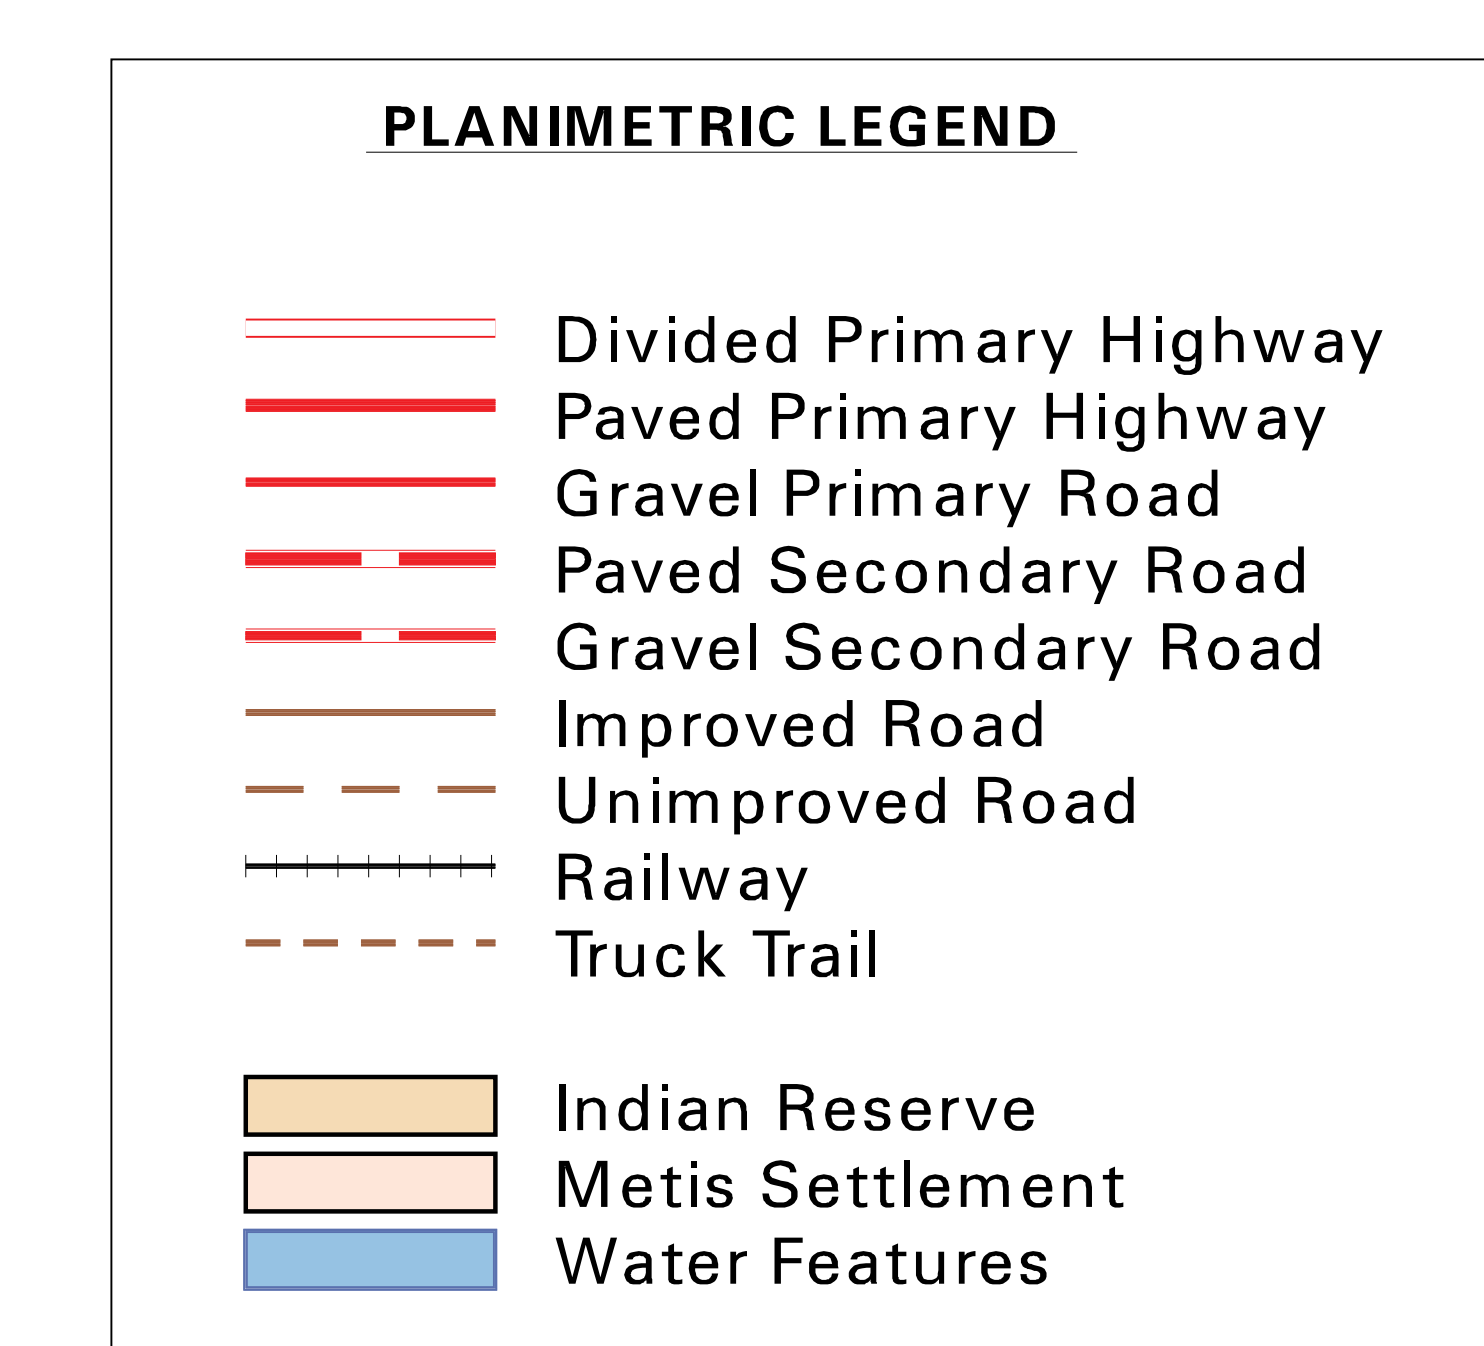 PLANIMETRIC LEGEND
Divided Primary Highway
Paved Primary Highway
Gravel Primary Road
Paved Secondary Road
Gravel Secondary Road
Improved Road
Unimproved Road
Railway
Truck Trail
Indian Reserve
Metis Settlement
Water Features